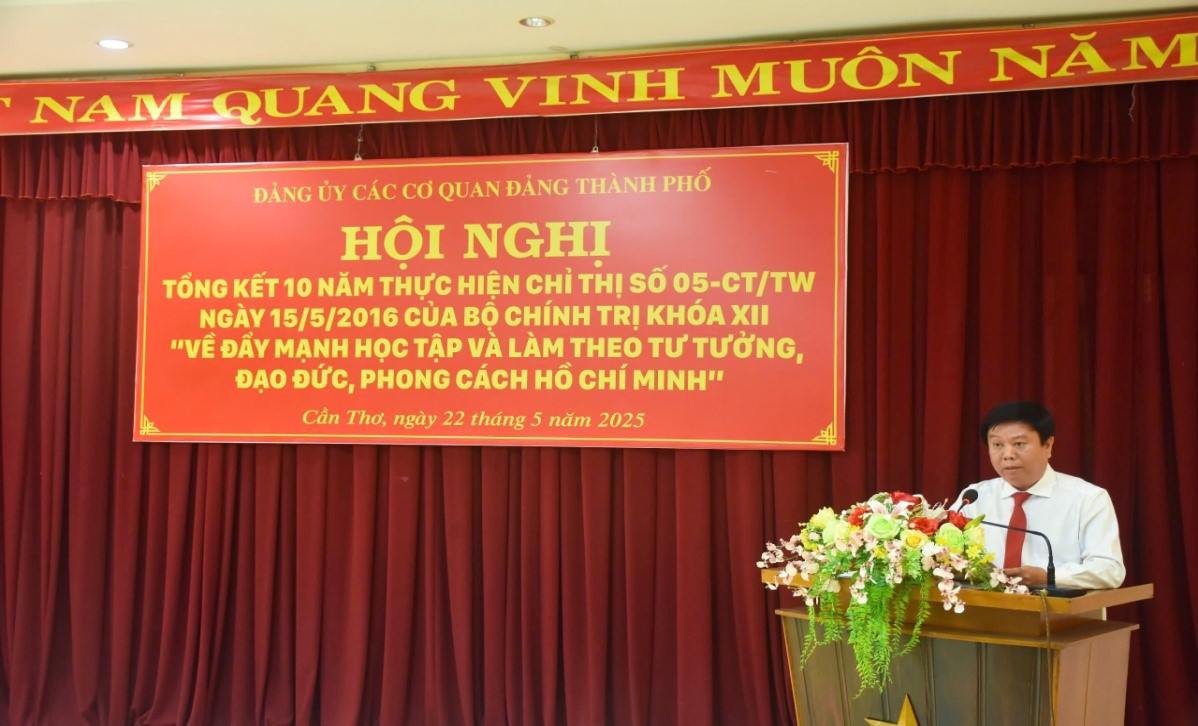 NAM QUANG VINH MUÔN NĂM
ĐẢNG ỦY CÁC CƠ QUAN ĐẢNG THÀNH PHỐ
HỘI NGHỊ
TỔNG KẾT 10 NĂM THỰC HIỆN CHỈ THỊ SỐ 05-CT/TW
NGÀY 15/5/2016 CỦA BỘ CHÍNH TRỊ KHÓA XII
"VỀ ĐẨY MẠNH HỌC TẬP VÀ LÀM THEO TƯ TƯỞNG,
ĐẠO ĐỨC, PHONG CÁCH HỒ CHÍ MINH"
Cần Thơ, ngày 22 tháng 5 năm 2025